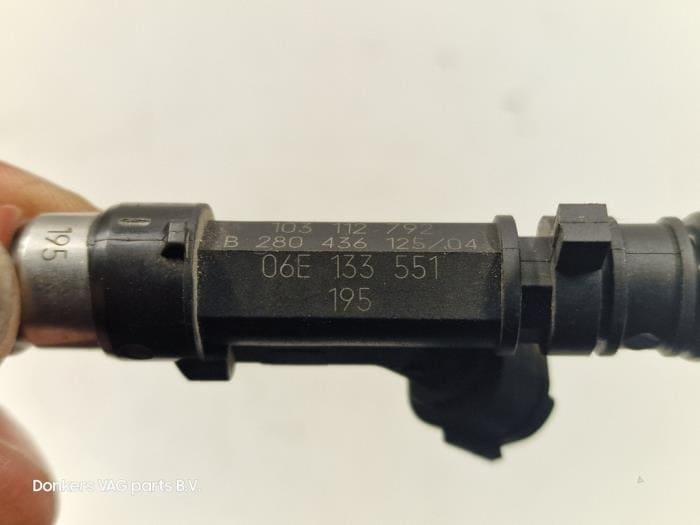 103 112 792
B 280 436 125/04
06E 133 551
195
195
Donkers VAG parts B.V.